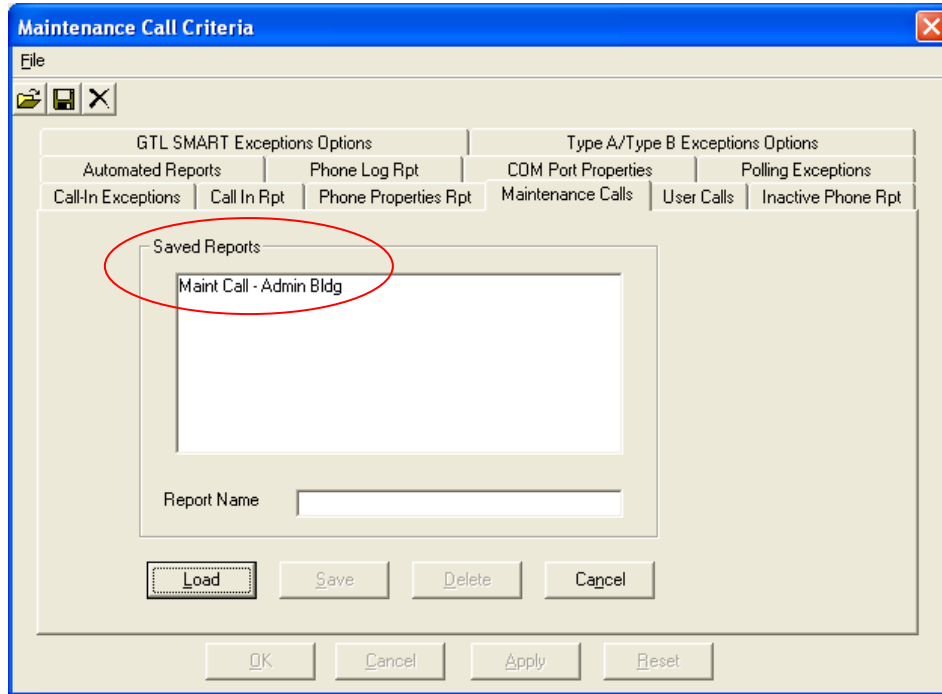 Maintenance Call Criteria
File
GTL SMART Exceptions Options Type A/Type B Exceptions Options
Automated Reports Phone Log Rpt COM Port Properties Polling Exceptions
Call-In Exceptions Call In Rpt Phone Properties Rpt Maintenance Calls User Calls Inactive Phone Rpt
Saved Reports
Maint Call - Admin Bldg
Report Name
Load Save Delete Cancel
OK Cancel Apply Reset